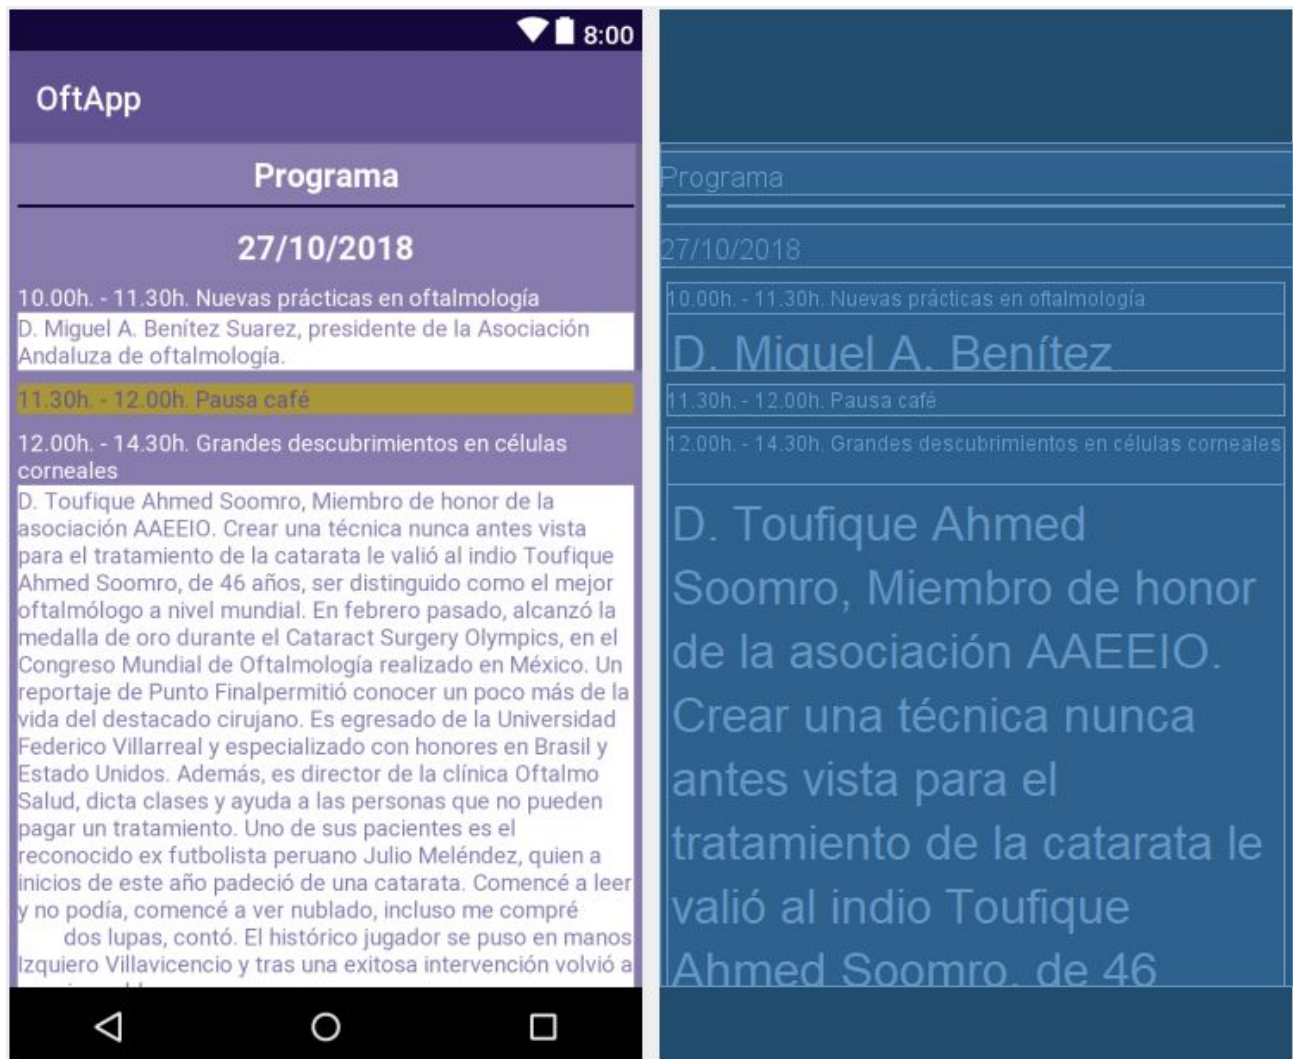 8:00
OftApp
Programa
27/10/2018
10.00h. - 11.30h. Nuevas prácticas en oftalmología
D. Miguel A. Benítez Suarez, presidente de la Asociación
Andaluza de oftalmología.
11.30h. - 12.00h. Pausa café
12.00h. - 14.30h. Grandes descubrimientos en células
corneales
D. Toufique Ahmed Soomro, Miembro de honor de la
asociación AAEEIO. Crear una técnica nunca antes vista
para el tratamiento de la catarata le valió al indio Toufique
Ahmed Soomro, de 46 años, ser distinguido como el mejor
oftalmólogo a nivel mundial. En febrero pasado, alcanzó la
medalla de oro durante el Cataract Surgery Olympics, en el
Congreso Mundial de Oftalmología realizado en México. Un
reportaje de Punto Finalpermitió conocer un poco más de la
vida del destacado cirujano. Es egresado de la Universidad
Federico Villarreal y especializado con honores en Brasil y
Estado Unidos. Además, es director de la clínica Oftalmo
Salud, dicta clases y ayuda a las personas que no pueden
pagar un tratamiento. Uno de sus pacientes es el
reconocido ex futbolista peruano Julio Meléndez, quien a
inicios de este año padeció de una catarata. Comencé a leer
y no podía, comencé a ver nublado, incluso me compré
dos lupas, contó. El histórico jugador se puso en manos
Izquiero Villavicencio y tras una exitosa intervención volvió a
Programa
27/10/2018
10.00h. - 11.30h. Nuevas prácticas en oftalmología
D. Miguel A. Benítez
11.30h. - 12.00h. Pausa café
12.00h. - 14.30h. Grandes descubrimientos en células corneales
D. Toufique Ahmed
Soomro, Miembro de honor
de la asociación AAEEIO.
Crear una técnica nunca
antes vista para el
tratamiento de la catarata le
valió al indio Toufique
Ahmed Soomro, de 46